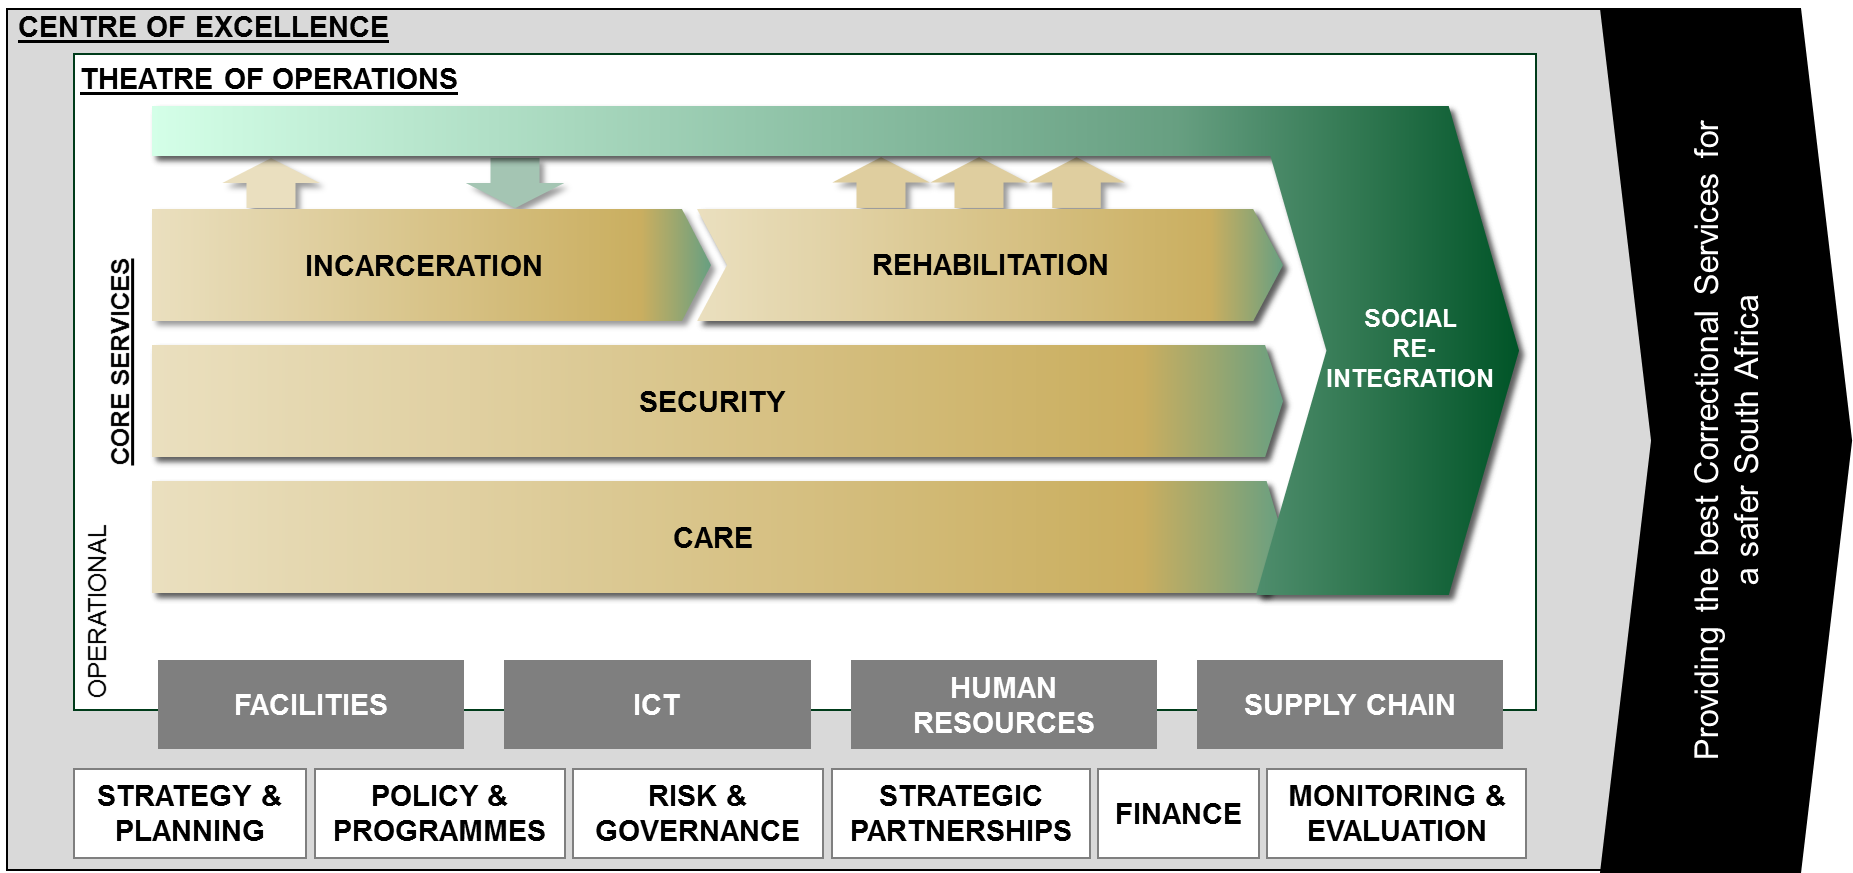 CENTRE OF EXCELLENCE
THEATRE OF OPERATIONS
CORE SERVICES
OPERATIONAL
INCARCERATION
REHABILITATION
SECURITY
CARE
SOCIAL
RE-
INTEGRATION
FACILITIES
ICT
HUMAN
RESOURCES
SUPPLY CHAIN
STRATEGY &
PLANNING
POLICY &
PROGRAMMES
RISK &
GOVERNANCE
STRATEGIC
PARTNERSHIPS
FINANCE
MONITORING &
EVALUATION
Providing the best Correctional Services for
a safer South Africa